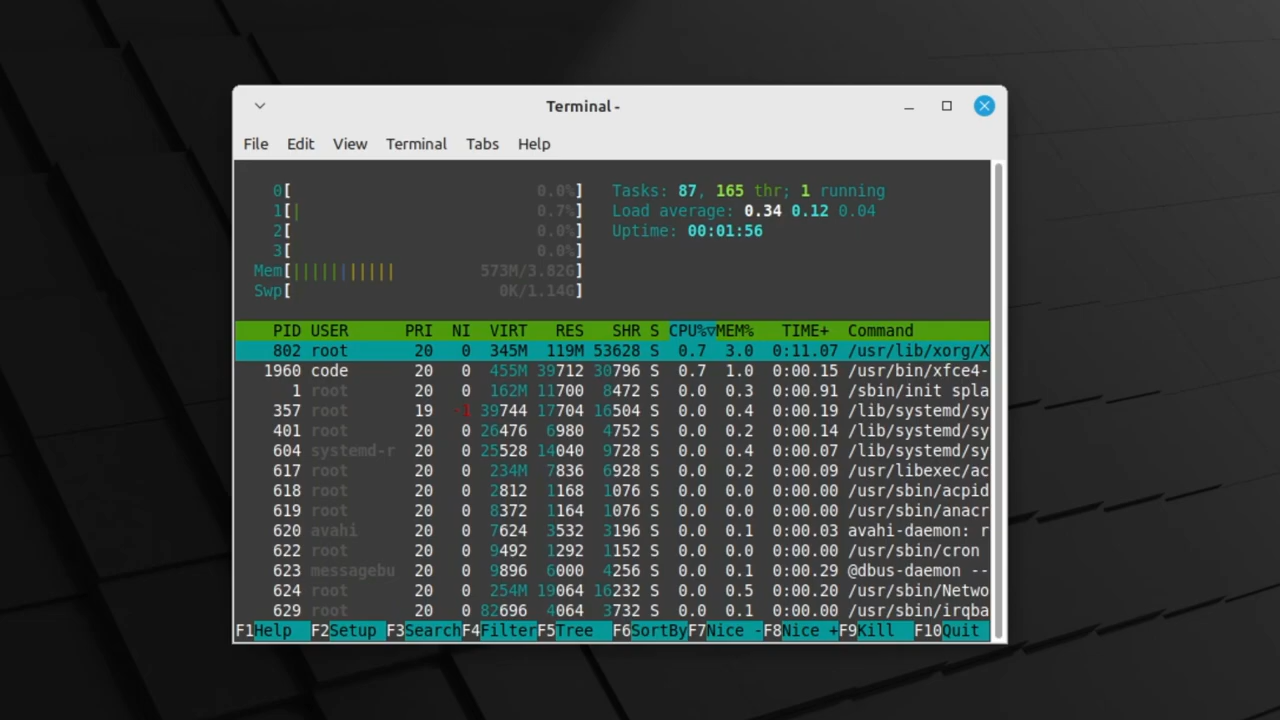 Terminal -
File Edit View Terminal Tabs Help
0[ 0.0%] Tasks: 87, 165 thr; 1 running
1[| 0.7%] Load average: 0.34 0.12 0.04
2[ 0.0%] Uptime: 00:01:56
3[ 0.0%]
Mem[||||||||||| 573M/3.82G]
Swp[ 0K/1.14G]
PID USER PRI NI VIRT RES SHR S CPU%▽MEM% TIME+ Command
802 root 20 0 345M 119M 53628 S 0.7 3.0 0:11.07 /usr/lib/xorg/X
1960 code 20 0 455M 39712 30796 S 0.7 1.0 0:00.15 /usr/bin/xfce4-
1 root 20 0 162M 11700 8472 S 0.0 0.3 0:00.91 /sbin/init spla
357 root 19 -1 39744 17704 16504 S 0.0 0.4 0:00.19 /lib/systemd/sy
401 root 20 0 26476 6980 4752 S 0.0 0.2 0:00.14 /lib/systemd/sy
604 systemd-r 20 0 25528 14040 9728 S 0.0 0.4 0:00.07 /lib/systemd/sy
617 root 20 0 234M 7836 6928 S 0.0 0.2 0:00.09 /usr/libexec/ac
618 root 20 0 2812 1168 1076 S 0.0 0.0 0:00.00 /usr/sbin/acpid
619 root 20 0 8372 1164 1076 S 0.0 0.0 0:00.00 /usr/sbin/anacr
620 avahi 20 0 7624 3532 3196 S 0.0 0.1 0:00.03 avahi-daemon: r
622 root 20 0 9492 1292 1152 S 0.0 0.0 0:00.00 /usr/sbin/cron
623 messagebu 20 0 9896 6000 4256 S 0.0 0.1 0:00.29 @dbus-daemon --
624 root 20 0 254M 19064 16232 S 0.0 0.5 0:00.20 /usr/sbin/Netwo
629 root 20 0 82696 4064 3732 S 0.0 0.1 0:00.00 /usr/sbin/irqba
F1Help F2Setup F3SearchF4FilterF5Tree F6SortByF7Nice -F8Nice +F9Kill F10Quit